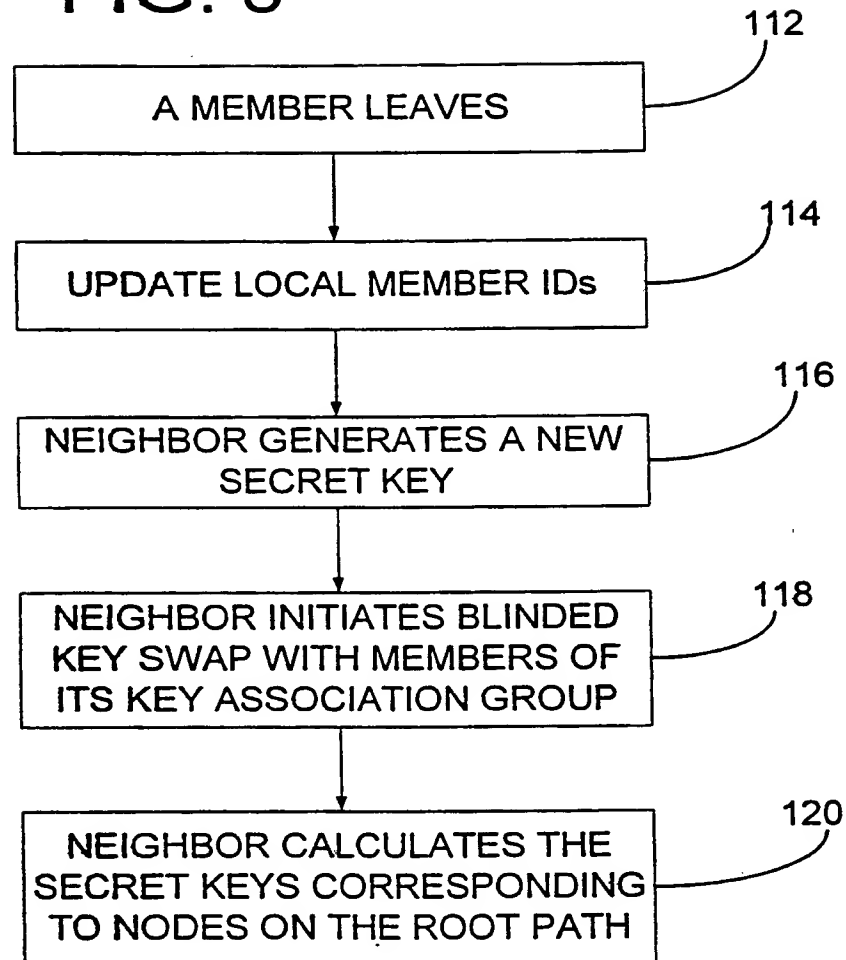 FIG.
112
A MEMBER LEAVES
114
UPDATE LOCAL MEMBER IDs
116
NEIGHBOR GENERATES A NEW
SECRET KEY
118
NEIGHBOR INITIATES BLINDED
KEY SWAP WITH MEMBERS OF
ITS KEY ASSOCIATION GROUP
120
NEIGHBOR CALCULATES THE
SECRET KEYS CORRESPONDING
TO NODES ON THE ROOT PATH